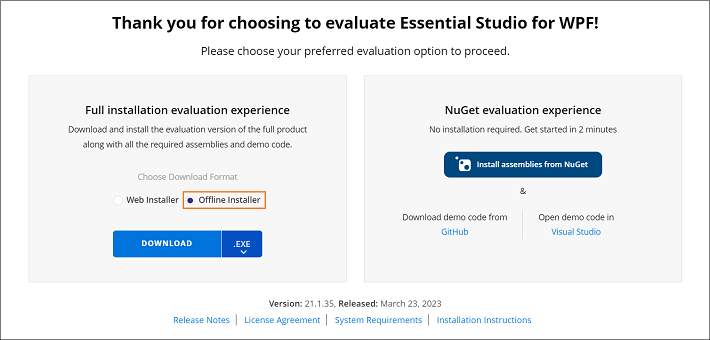 Thank you for choosing to evaluate Essential Studio for WPF!
Please choose your preferred evaluation option to proceed.
Full installation evaluation experience
Download and install the evaluation version of the full product
along with all the required assemblies and demo code.
Choose Download Format
Web Installer
Offline Installer
DOWNLOAD
.EXE
NuGet evaluation experience
No installation required. Get started in 2 minutes
Install assemblies from NuGet
&
Download demo code from
GitHub
Open demo code in
Visual Studio
Version: 21.1.35, Released: March 23, 2023
Release Notes | License Agreement | System Requirements | Installation Instructions